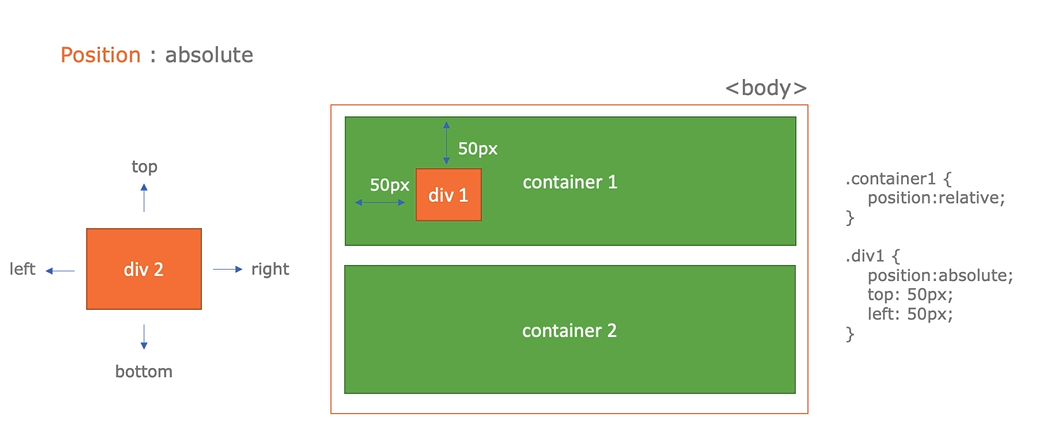 Position : absolute
<body>
top
left
div 2
right
bottom
50px
50px
div 1
container 1
container 2
.container1 {
position:relative;
}
.div1 {
position:absolute;
top: 50px;
left: 50px;
}